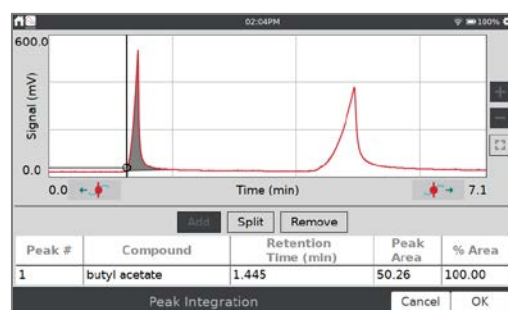 02:04PM
100%
600.0
Signal (mV)
0.0
0.0
Time (min)
7.1
Add
Split
Remove
Peak #
Compound
Retention
Time (min)
Peak
Area
% Area
1
butyl acetate
1.445
50.26
100.00
Peak Integration
Cancel
OK